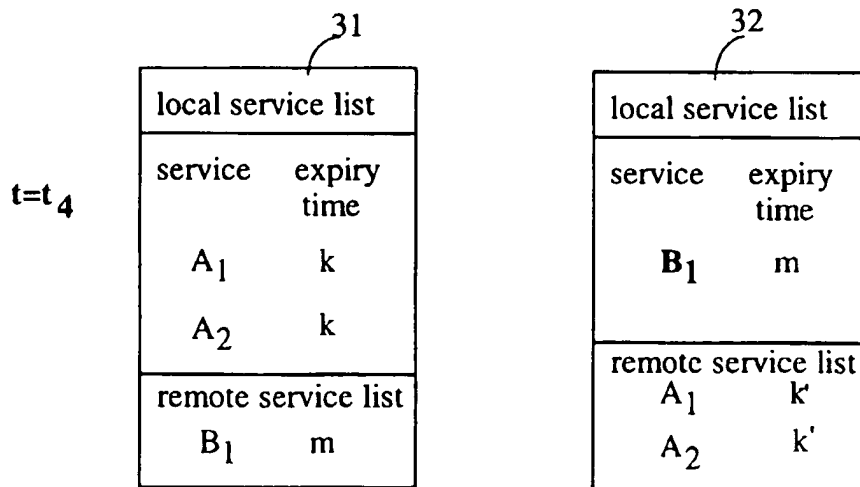 31
local service list
service expiry
time
A1 k
A2 k
remote service list
B1 m
t=t4
32
local service list
service expiry
time
B1 m
remote service list
A1 k'
A2 k'